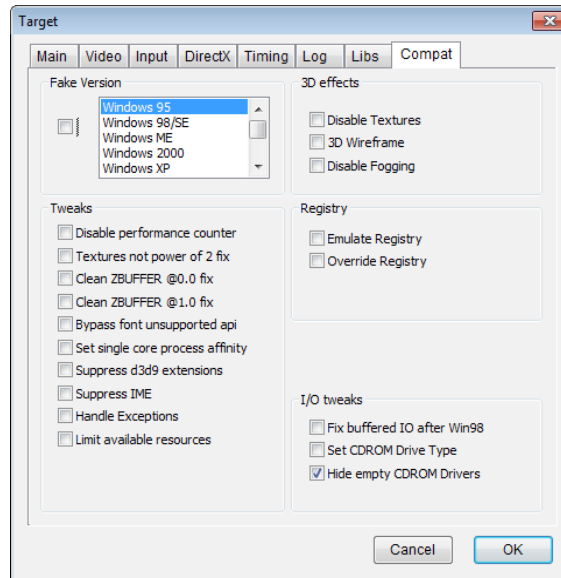 Target
Main Video Input DirectX Timing Log Libs Compat
Fake Version
Windows 95
Windows 98/SE
Windows ME
Windows 2000
Windows XP
3D effects
Disable Textures
3D Wireframe
Disable Fogging
Tweaks
Disable performance counter
Textures not power of 2 fix
Clean ZBUFFER @0.0 fix
Clean ZBUFFER @1.0 fix
Bypass font unsupported api
Set single core process affinity
Suppress d3d9 extensions
Suppress IME
Handle Exceptions
Limit available resources
Registry
Emulate Registry
Override Registry
I/O tweaks
Fix buffered IO after Win98
Set CDROM Drive Type
Hide empty CDROM Drivers
Cancel OK